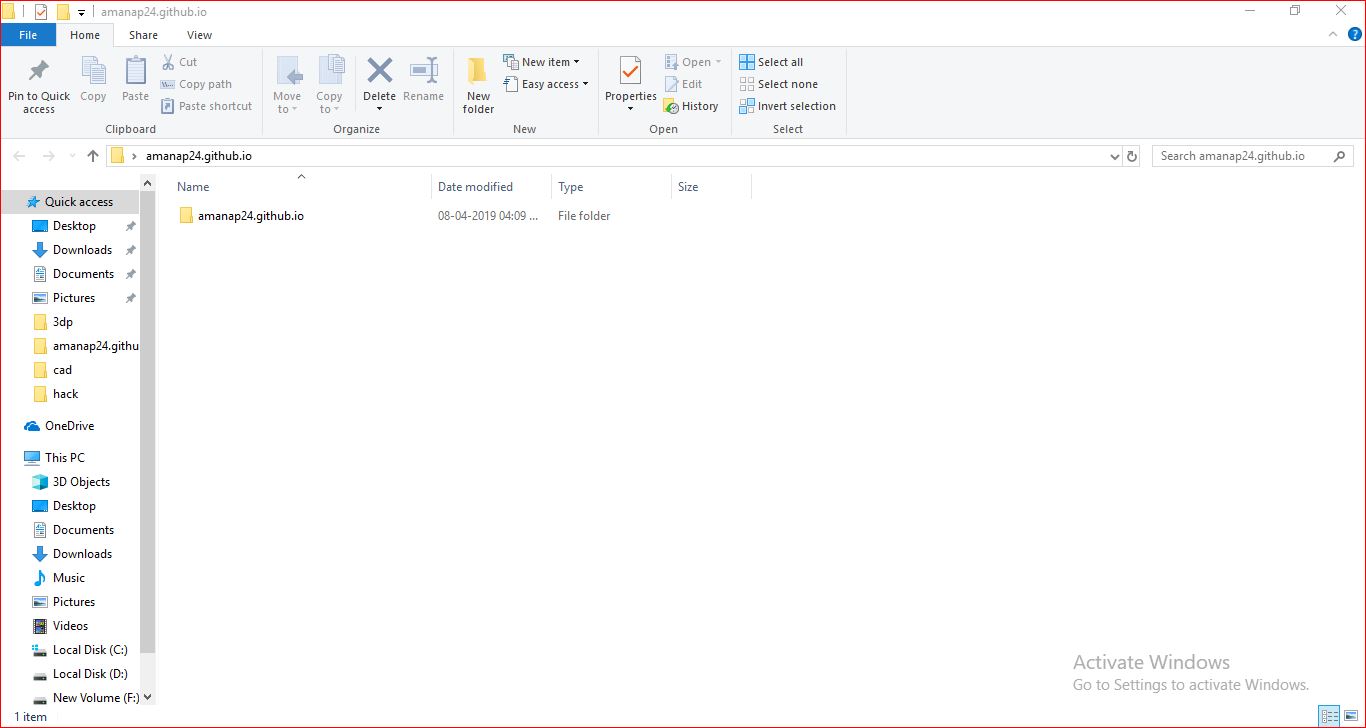 amanap24.github.io
File Home Share View
Pin to Quick access
Copy
Paste
Cut
Copy path
Paste shortcut
Clipboard
Move to
Copy to
Delete
Rename
Organize
New folder
New item
Easy access
New
Properties
Open
Edit
History
Open
Select all
Select none
Invert selection
Select
amanap24.github.io
Search amanap24.github.io
Name Date modified Type Size
amanap24.github.io 08-04-2019 04:09 ... File folder
Quick access
Desktop
Downloads
Documents
Pictures
3dp
amanap24.githu
cad
hack
OneDrive
This PC
3D Objects
Desktop
Documents
Downloads
Music
Pictures
Videos
Local Disk (C:)
Local Disk (D:)
New Volume (F:)
Activate Windows
Go to Settings to activate Windows.
1 item